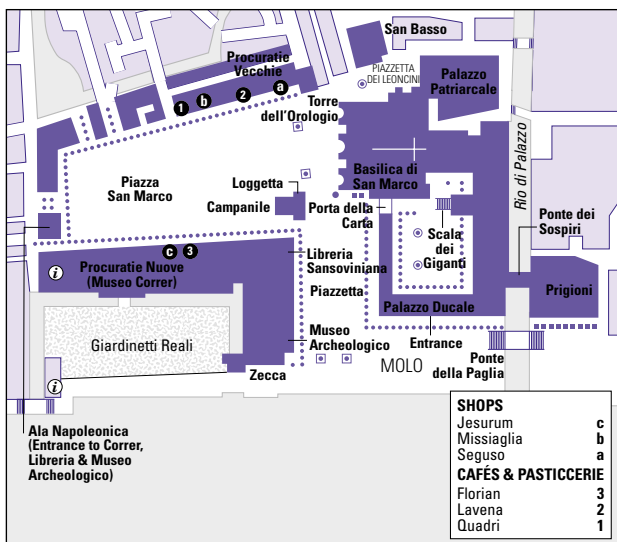 San Basso
Procuratie
Vecchie
PIAZZETTA
DEI LEONCINI
Palazzo
Patriarcale
a
2
b
1
Torre
dell'Orologio
Rio di Palazzo
Basilica di
San Marco
Piazza
San Marco
Loggetta
Campanile
Porta della
Carta
Scala
dei
Giganti
Ponte dei
Sospiri
c
3
Libreria
Sansoviniana
Procuratie Nuove
(Museo Correr)
i
Piazzetta
Palazzo Ducale
Prigioni
Giardinetti Reali
Museo
Archeologico
Entrance
MOLO
Ponte
della Paglia
Zecca
i
Ala Napoleonica
(Entrance to Correr,
Libreria & Museo
Archeologico)
SHOPS
Jesurum c
Missiaglia b
Seguso a
CAFÉS & PASTICCERIE
Florian 3
Lavena 2
Quadri 1